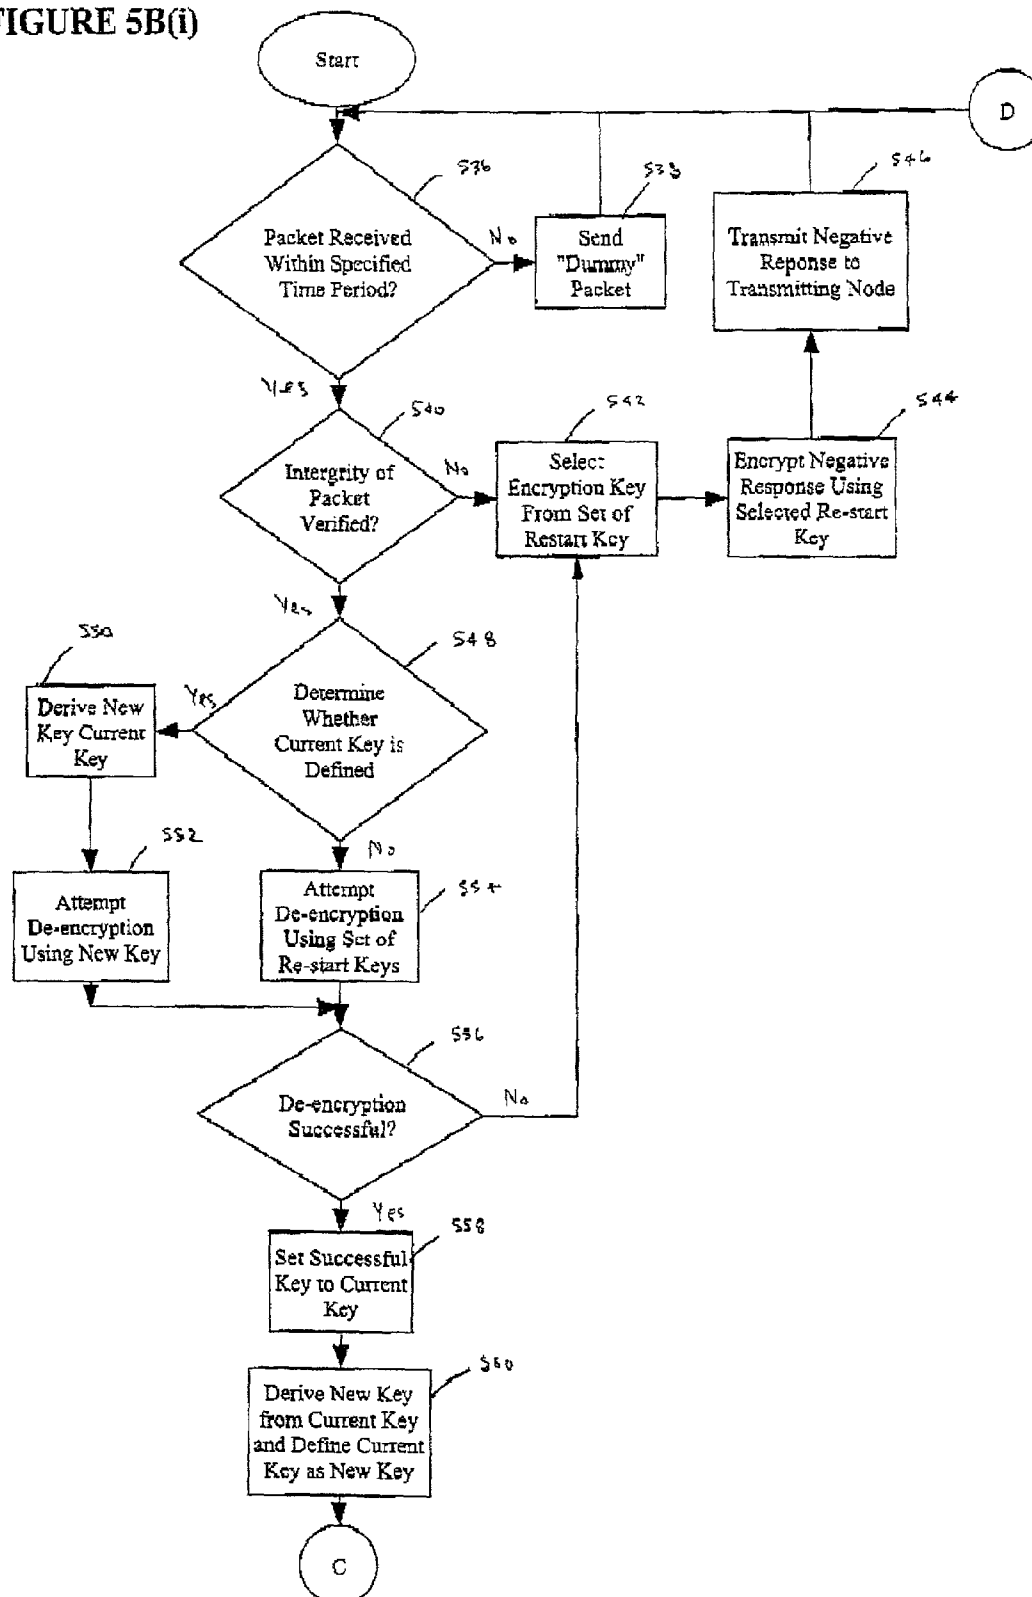 FIGURE 5B(i)
Start
D
536
538
546
Packet Received
Within Specified
Time Period?
No
Send
"Dummy"
Packet
Transmit Negative
Reponse to
Transmitting Node
Yes
540
542
544
Intergrity of
Packet
Verified?
No
Select
Encryption Key
From Set of
Restart Key
Encrypt Negative
Response Using
Selected Re-start
Key
Yes
550
548
Derive New
Key Current
Key
Yes
Determine
Whether
Current Key is
Defined
552
No
554
Attempt
De-encryption
Using New Key
Attempt
De-encryption
Using Set of
Re-start Keys
556
De-encryption
Successful?
No
Yes
558
Set Successful
Key to Current
Key
560
Derive New Key
from Current Key
and Define Current
Key as New Key
C